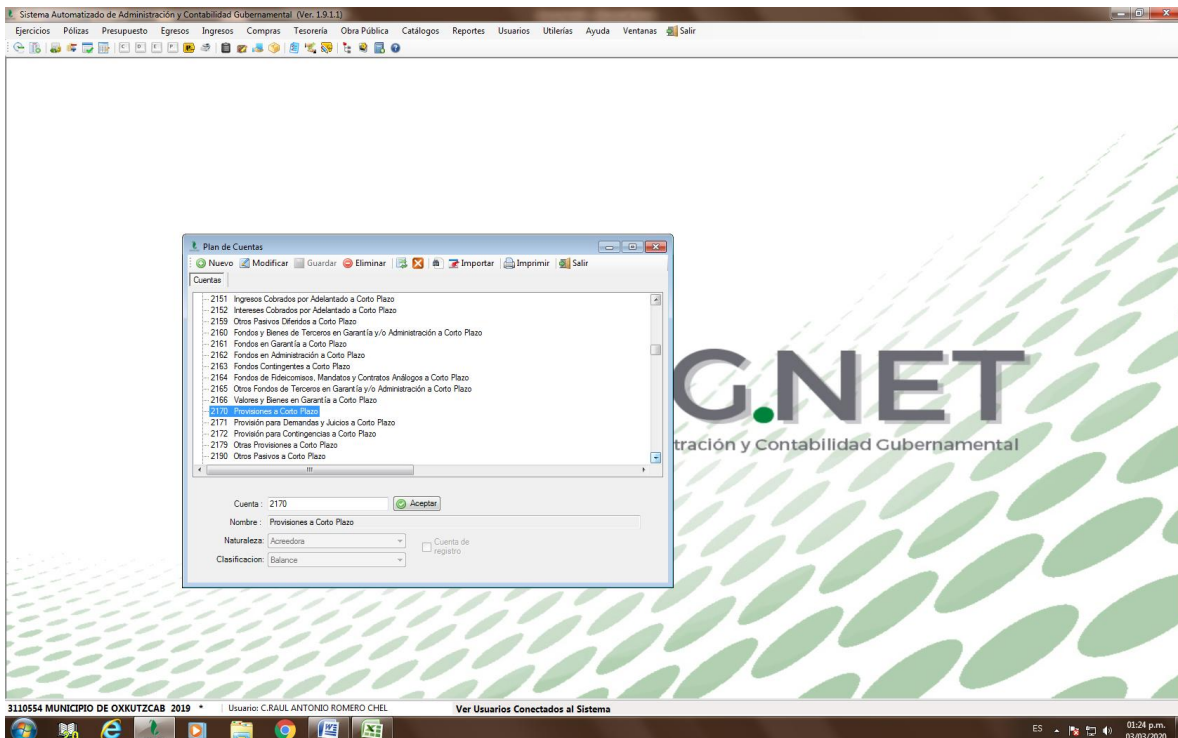 Sistema Automatizado de Administración y Contabilidad Gubernamental (Ver. 1.9.1.1)
Ejercicios Pólizas Presupuesto Egresos Ingresos Compras Tesorería Obra Pública Catálogos Reportes Usuarios Utilerías Ayuda Ventanas Salir
Plan de Cuentas
Nuevo Modificar Guardar Eliminar Importar Imprimir Salir
Cuentas
2151 Ingresos Cobrados por Adelantado a Corto Plazo
2152 Intereses Cobrados por Adelantado a Corto Plazo
2159 Otros Pasivos Diferidos a Corto Plazo
2160 Fondos y Bienes de Terceros en Garantía y/o Administración a Corto Plazo
2161 Fondos en Garantía a Corto Plazo
2162 Fondos en Administración a Corto Plazo
2163 Fondos Contingentes a Corto Plazo
2164 Fondos de Fideicomisos, Mandatos y Contratos Análogos a Corto Plazo
2165 Otros Fondos de Terceros en Garantía y/o Administración a Corto Plazo
2166 Valores y Bienes en Garantía a Corto Plazo
2170 Provisiones a Corto Plazo
2171 Provisión para Demandas y Juicios a Corto Plazo
2172 Provisión para Contingencias a Corto Plazo
2179 Otras Provisiones a Corto Plazo
2190 Otros Pasivos a Corto Plazo
Cuenta : 2170 Aceptar
Nombre : Provisiones a Corto Plazo
Naturaleza: Acreedora
Cuenta de registro
Clasificacion: Balance
G.NET
tración y Contabilidad Gubernamental
3110554 MUNICIPIO DE OXKUTZCAB 2019 * Usuario: C.RAUL ANTONIO ROMERO CHEL Ver Usuarios Conectados al Sistema
ES 01:24 p.m.
03/03/2020